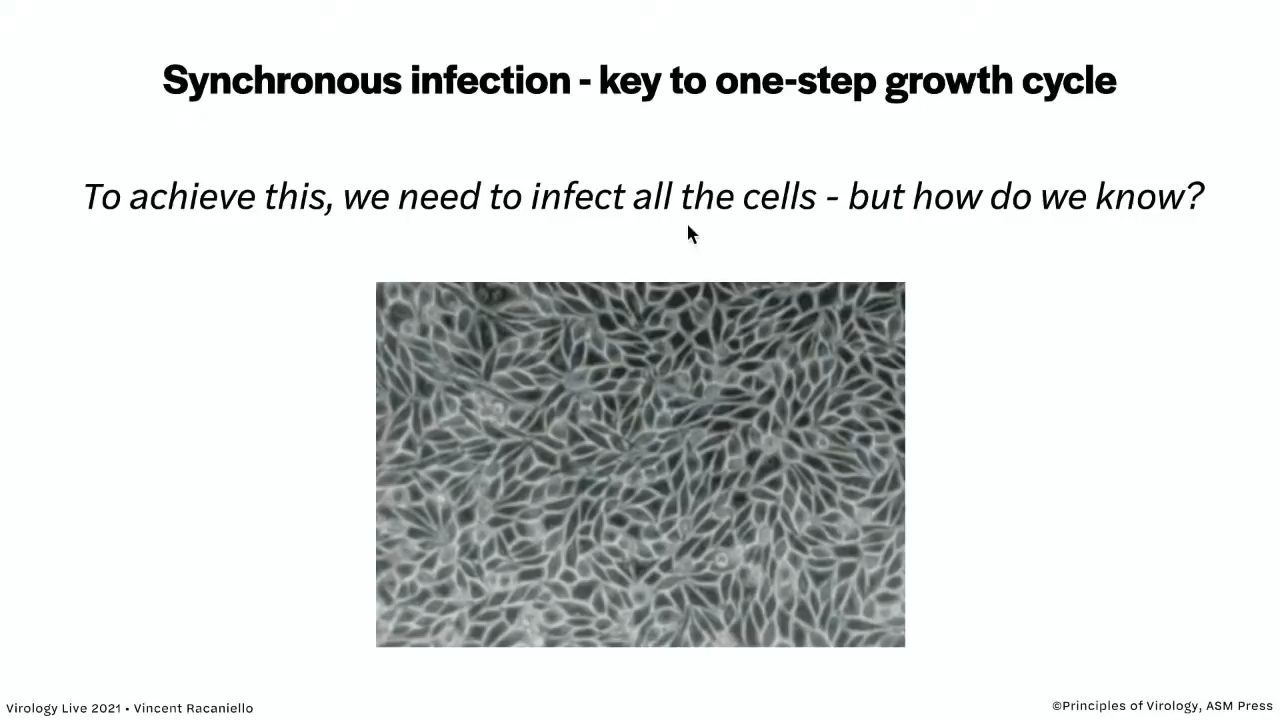 Synchronous infection - key to one-step growth cycle
To achieve this, we need to infect all the cells - but how do we know?
Virology Live 2021 • Vincent Racaniello
©Principles of Virology, ASM Press